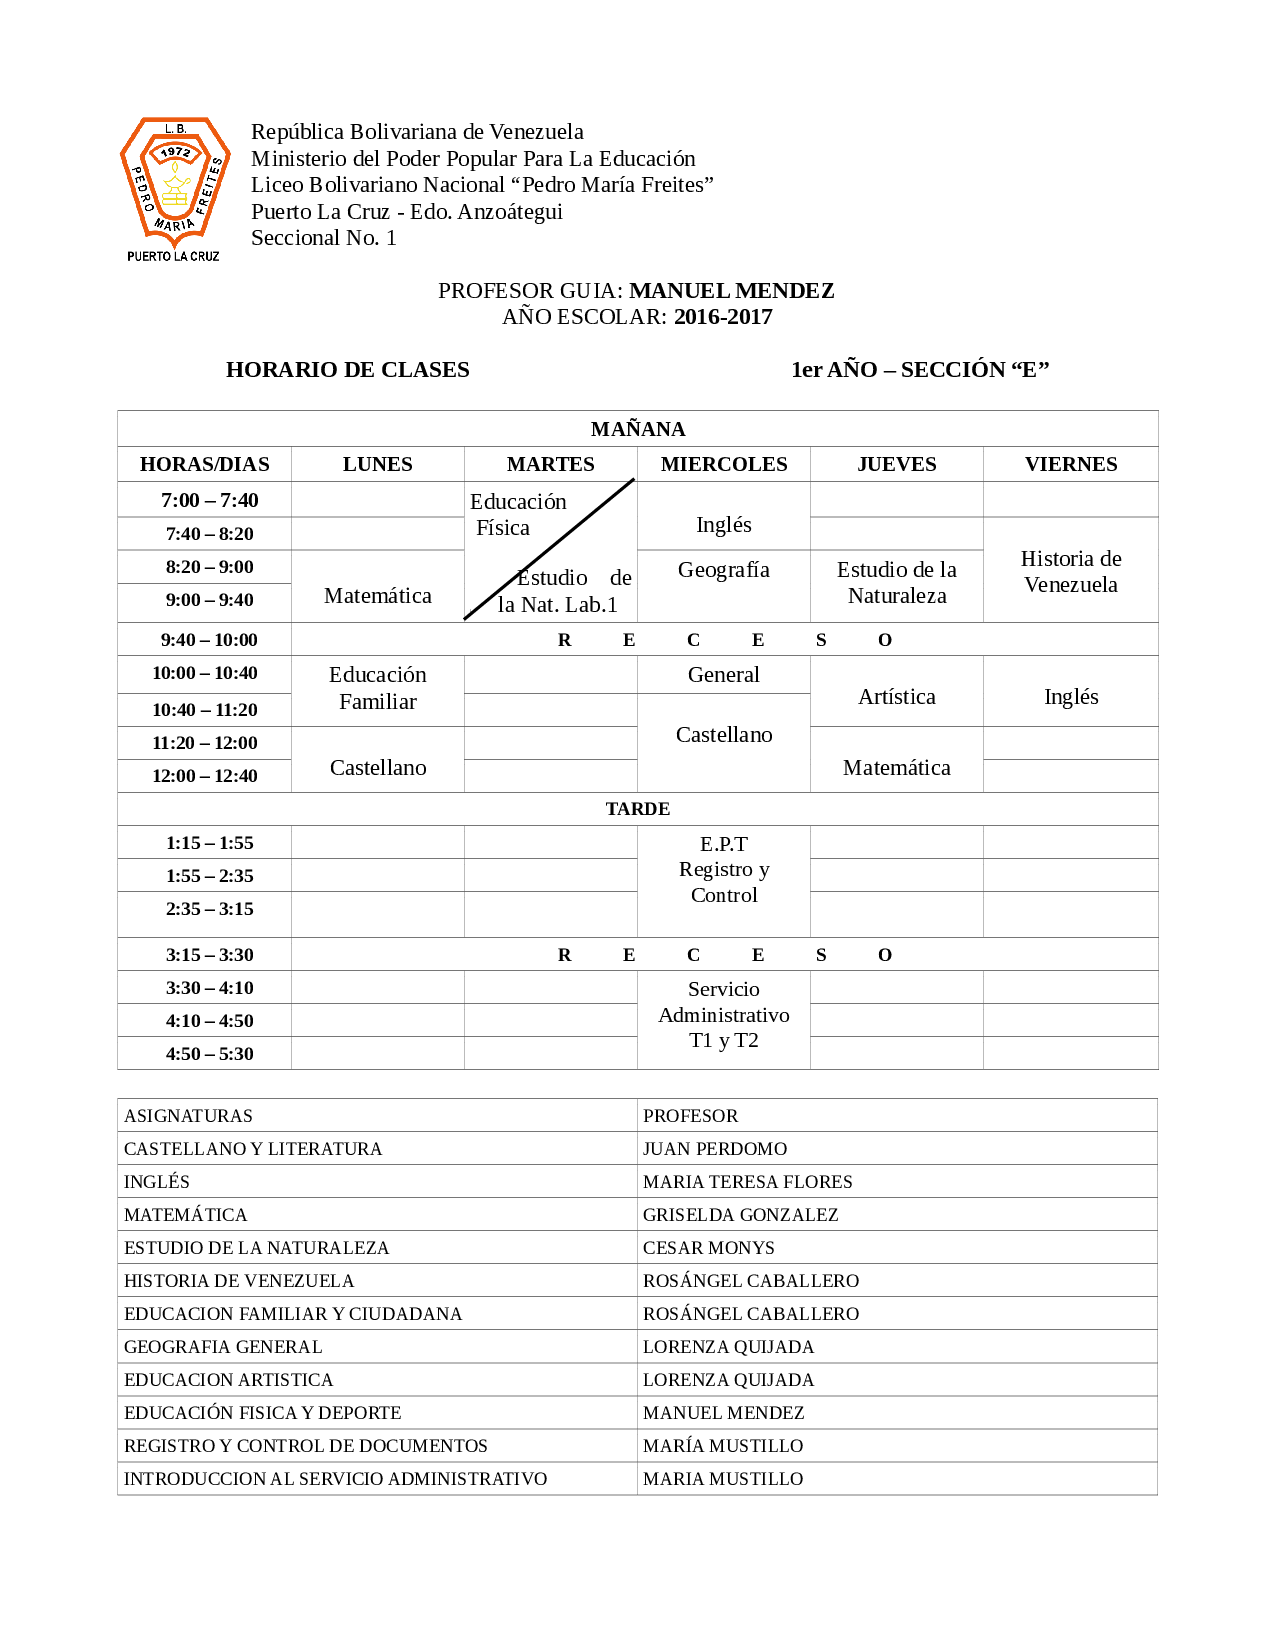 L. B.
1972
PEDRO MARIA FREITES
PUERTO LA CRUZ
República Bolivariana de Venezuela
Ministerio del Poder Popular Para La Educación
Liceo Bolivariano Nacional “Pedro María Freites”
Puerto La Cruz - Edo. Anzoátegui
Seccional No. 1
PROFESOR GUIA: MANUEL MENDEZ
AÑO ESCOLAR: 2016-2017
HORARIO DE CLASES 1er AÑO – SECCIÓN “E”
MAÑANA
HORAS/DIAS LUNES MARTES MIERCOLES JUEVES VIERNES
7:00 – 7:40 Educación
Física
Inglés
7:40 – 8:20
Historia de
Venezuela
8:20 – 9:00
Matemática
Estudio de
la Nat. Lab.1
Geografía
Estudio de la
Naturaleza
9:00 – 9:40
9:40 – 10:00 R E C E S O
10:00 – 10:40 Educación
Familiar
General
Artística
Inglés
10:40 – 11:20
Castellano
11:20 – 12:00
Castellano
Matemática
12:00 – 12:40
TARDE
1:15 – 1:55 E.P.T
Registro y
Control
1:55 – 2:35
2:35 – 3:15
3:15 – 3:30 R E C E S O
3:30 – 4:10 Servicio
Administrativo
T1 y T2
4:10 – 4:50
4:50 – 5:30
ASIGNATURAS PROFESOR
CASTELLANO Y LITERATURA JUAN PERDOMO
INGLÉS MARIA TERESA FLORES
MATEMÁTICA GRISELDA GONZALEZ
ESTUDIO DE LA NATURALEZA CESAR MONYS
HISTORIA DE VENEZUELA ROSÁNGEL CABALLERO
EDUCACION FAMILIAR Y CIUDADANA ROSÁNGEL CABALLERO
GEOGRAFIA GENERAL LORENZA QUIJADA
EDUCACION ARTISTICA LORENZA QUIJADA
EDUCACIÓN FISICA Y DEPORTE MANUEL MENDEZ
REGISTRO Y CONTROL DE DOCUMENTOS MARÍA MUSTILLO
INTRODUCCION AL SERVICIO ADMINISTRATIVO MARIA MUSTILLO